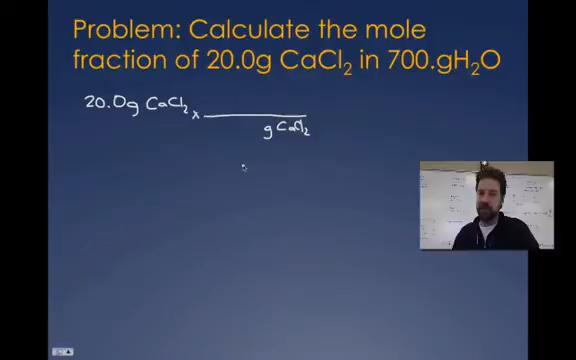 Problem: Calculate the mole
fraction of 20.0g CaCl₂ in 700.gH₂O
20.0g CaCl₂ x
g CaCl₂